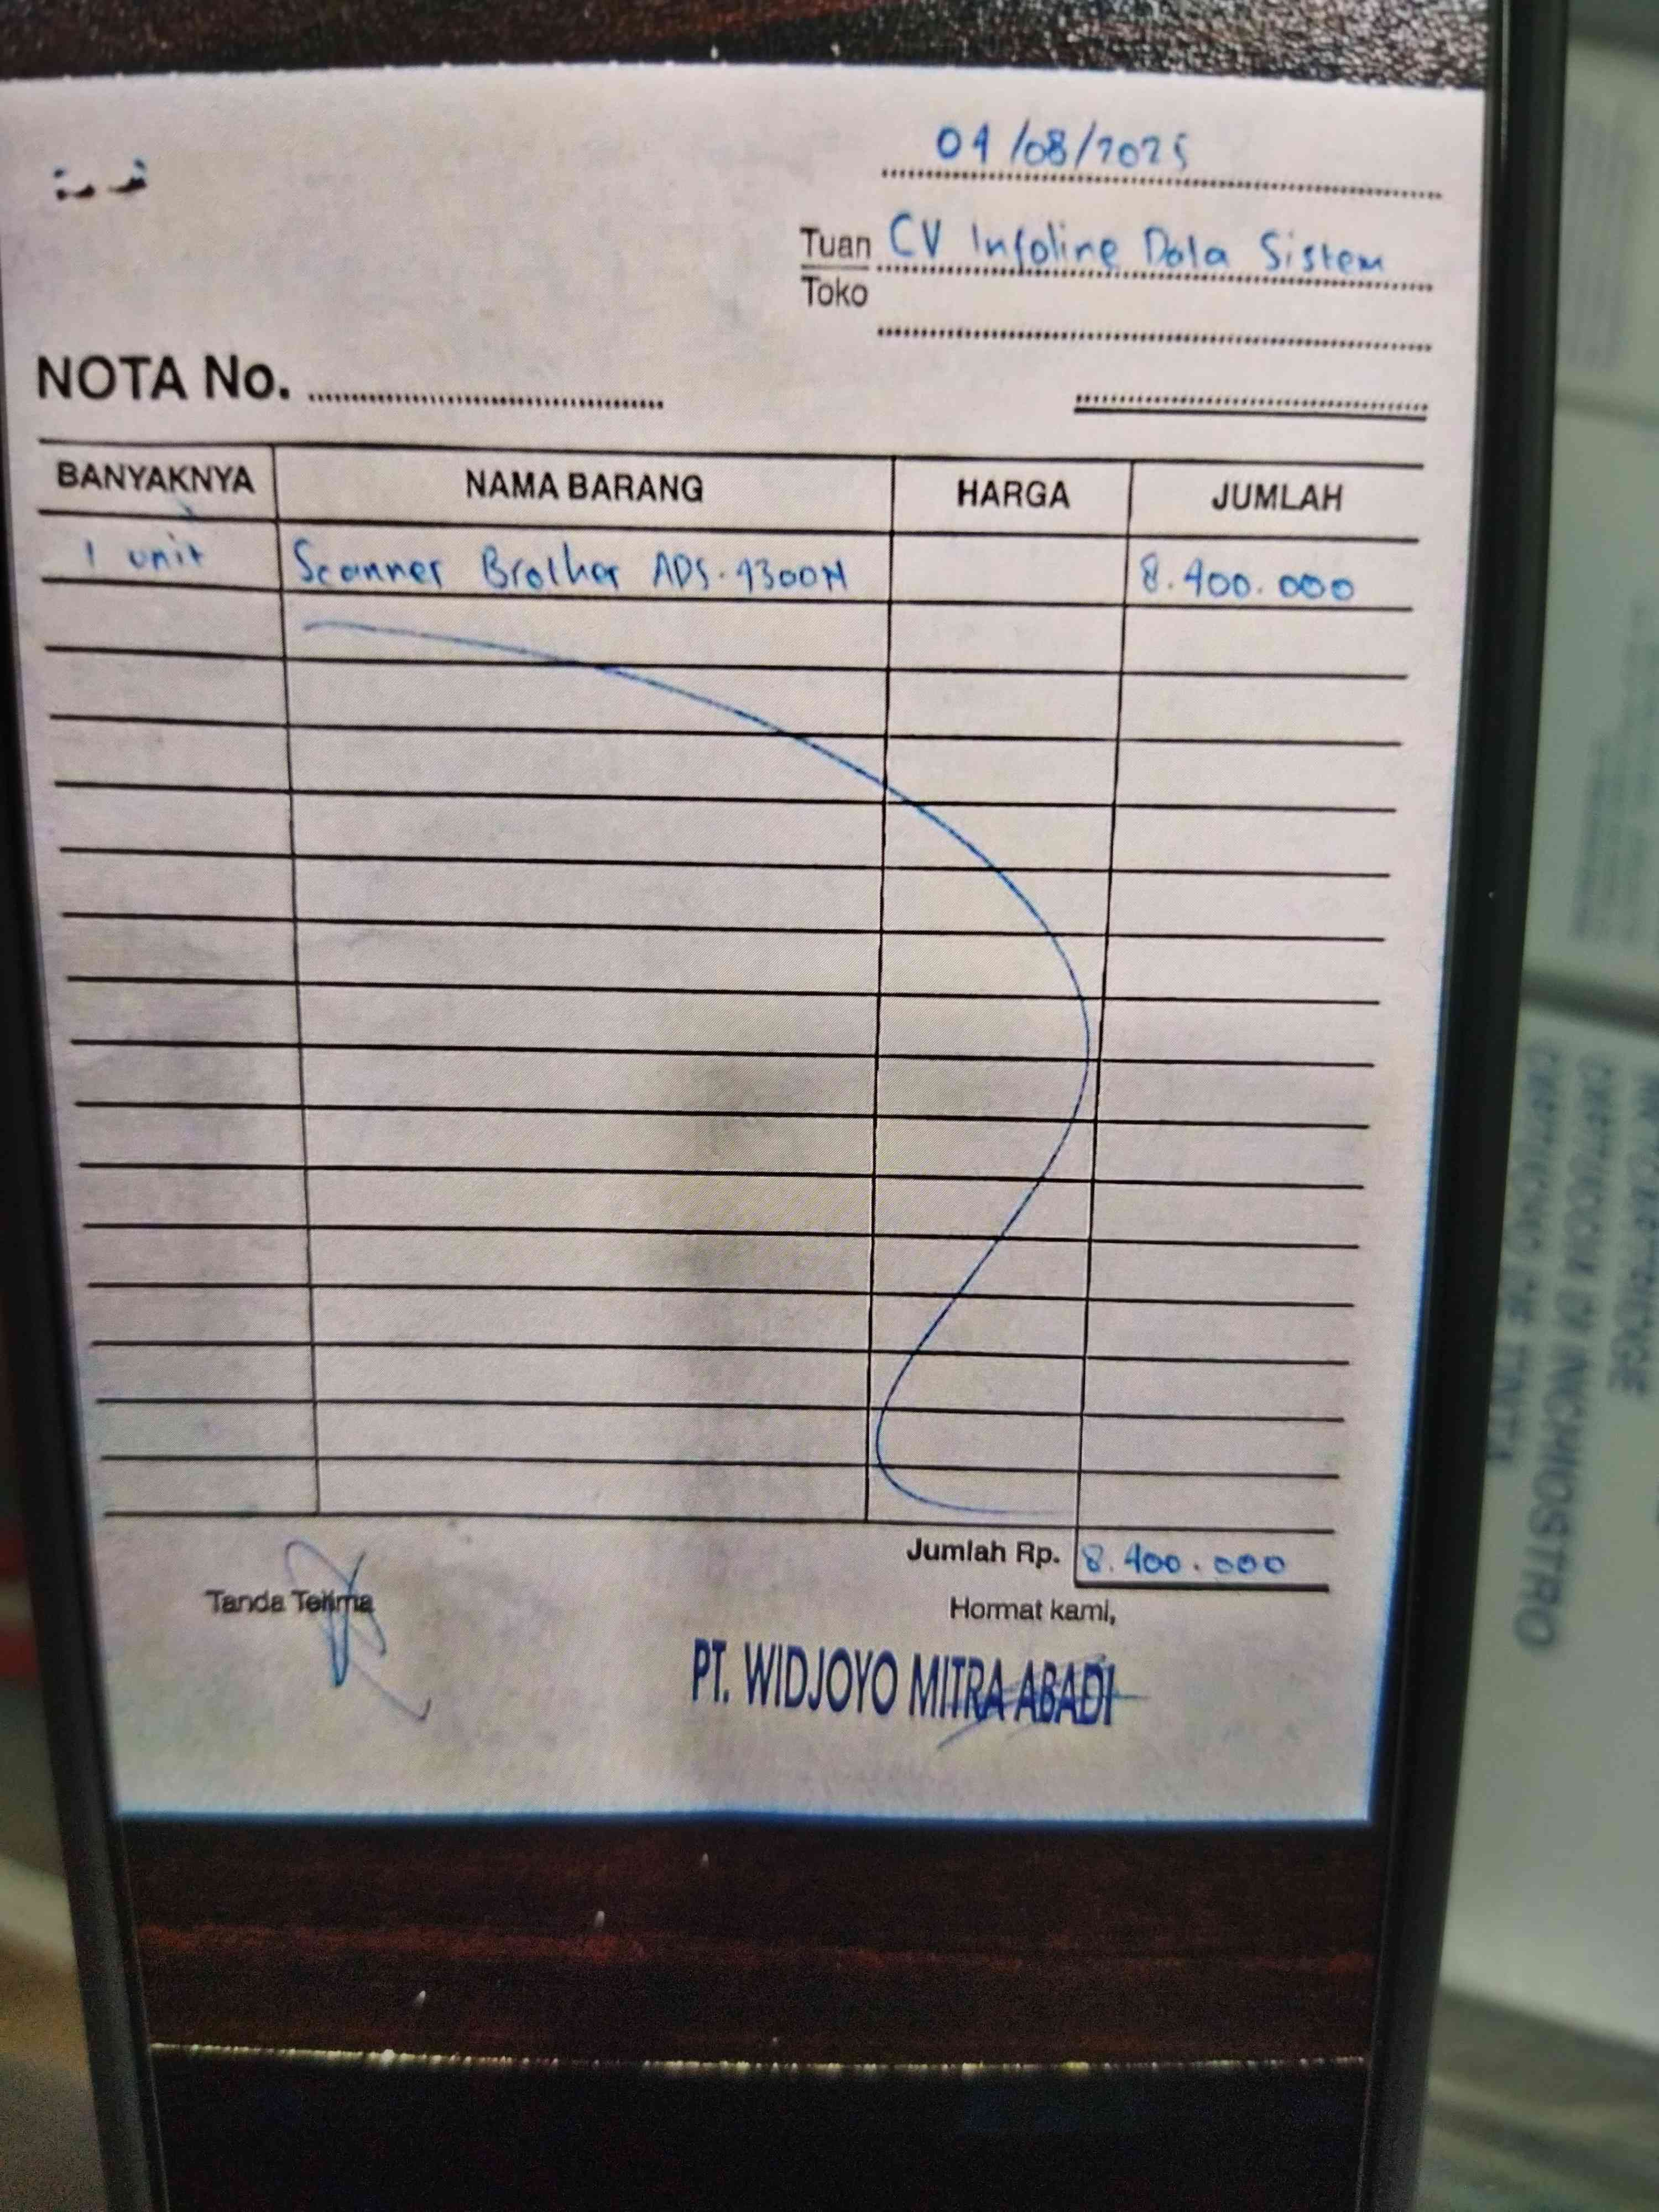 04/08/2025
Tuan CV Infoline Data Sistem
Toko
NOTA No.
BANYAKNYA NAMA BARANG HARGA JUMLAH
1 unit Scanner Brother ADS-4300N 8.400.000
Jumlah Rp. 8.400.000
Tanda Terima Hormat kami,
PT. WIDJOYO MITRA ABADI
DI INCHIOSTRO